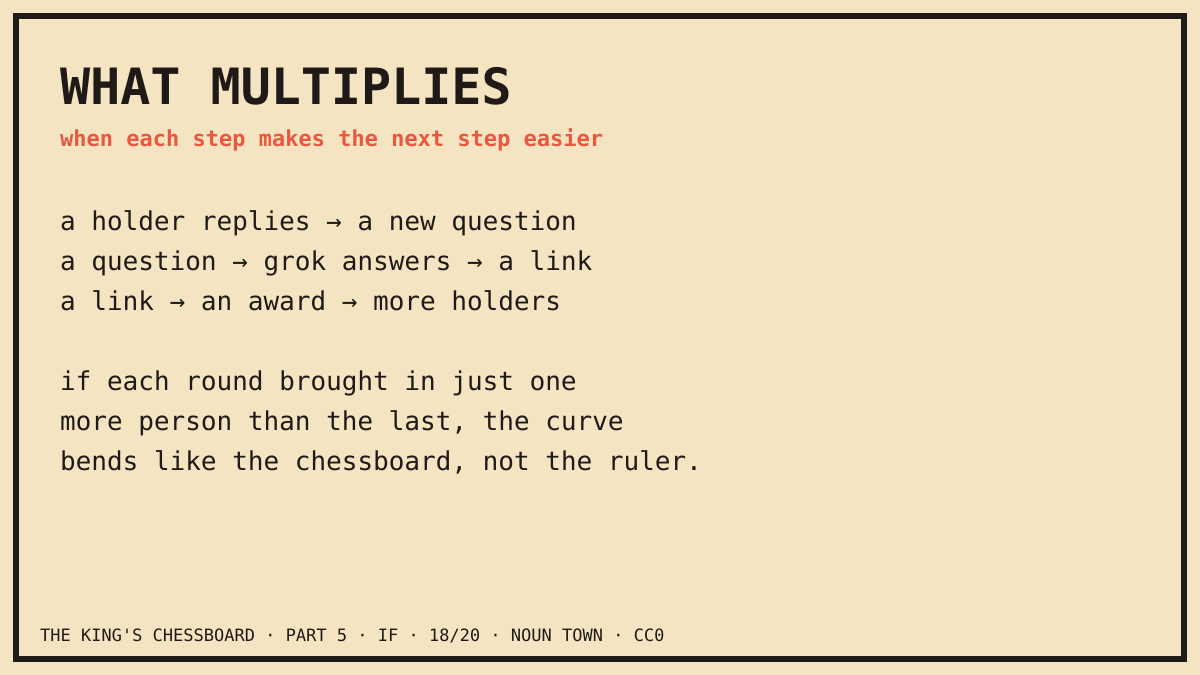 WHAT MULTIPLIES
when each step makes the next step easier
a holder replies → a new question
a question → grok answers → a link
a link → an award → more holders
if each round brought in just one
more person than the last, the curve
bends like the chessboard, not the ruler.
THE KING'S CHESSBOARD · PART 5 · IF · 18/20 · NOUN TOWN · CC0